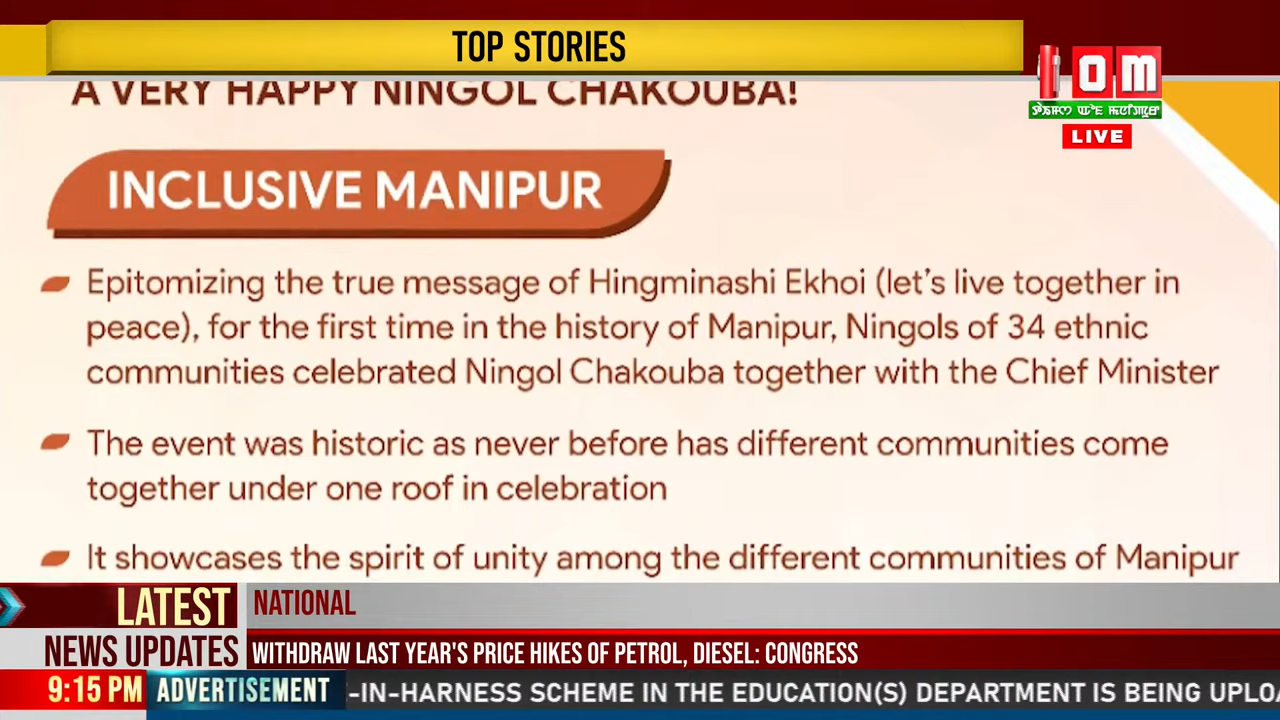 TOP STORIES
A VERY HAPPY NINGOL CHAKOUBA!
IOM
LIVE
INCLUSIVE MANIPUR
Epitomizing the true message of Hingminashi Ekhoi (let's live together in
peace), for the first time in the history of Manipur, Ningols of 34 ethnic
communities celebrated Ningol Chakouba together with the Chief Minister
The event was historic as never before has different communities come
together under one roof in celebration
It showcases the spirit of unity among the different communities of Manipur
LATEST
NEWS UPDATES
NATIONAL
WITHDRAW LAST YEAR'S PRICE HIKES OF PETROL, DIESEL: CONGRESS
9:15 PM
ADVERTISEMENT
-IN-HARNESS SCHEME IN THE EDUCATION(S) DEPARTMENT IS BEING UPLOA